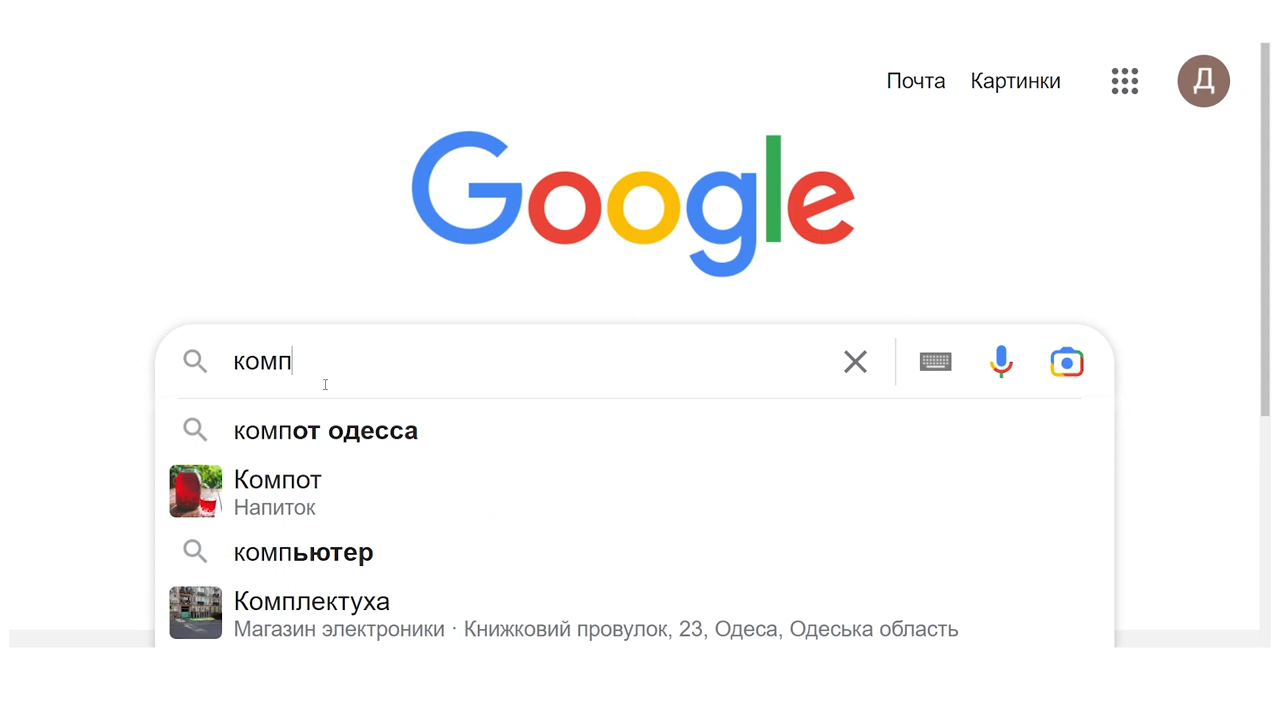 Почта Картинки
Д
Google
комп
компот одесса
Компот
Напиток
компьютер
Комплектуха
Магазин электроники · Книжковий провулок, 23, Одеса, Одеська область